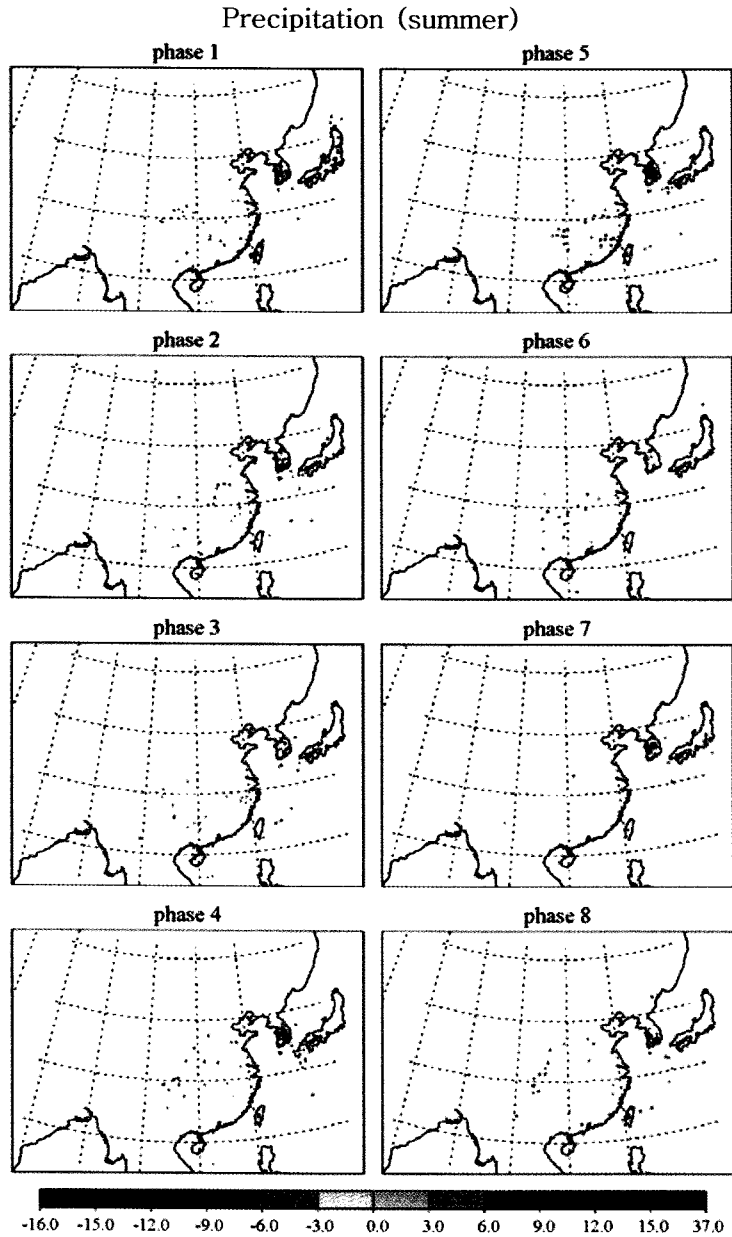 Precipitation (summer)
phase 1
phase 5
phase 2
phase 6
phase 3
phase 7
phase 4
phase 8
-16.0 -15.0 -12.0 -9.0 -6.0 -3.0 0.0 3.0 6.0 9.0 12.0 15.0 37.0